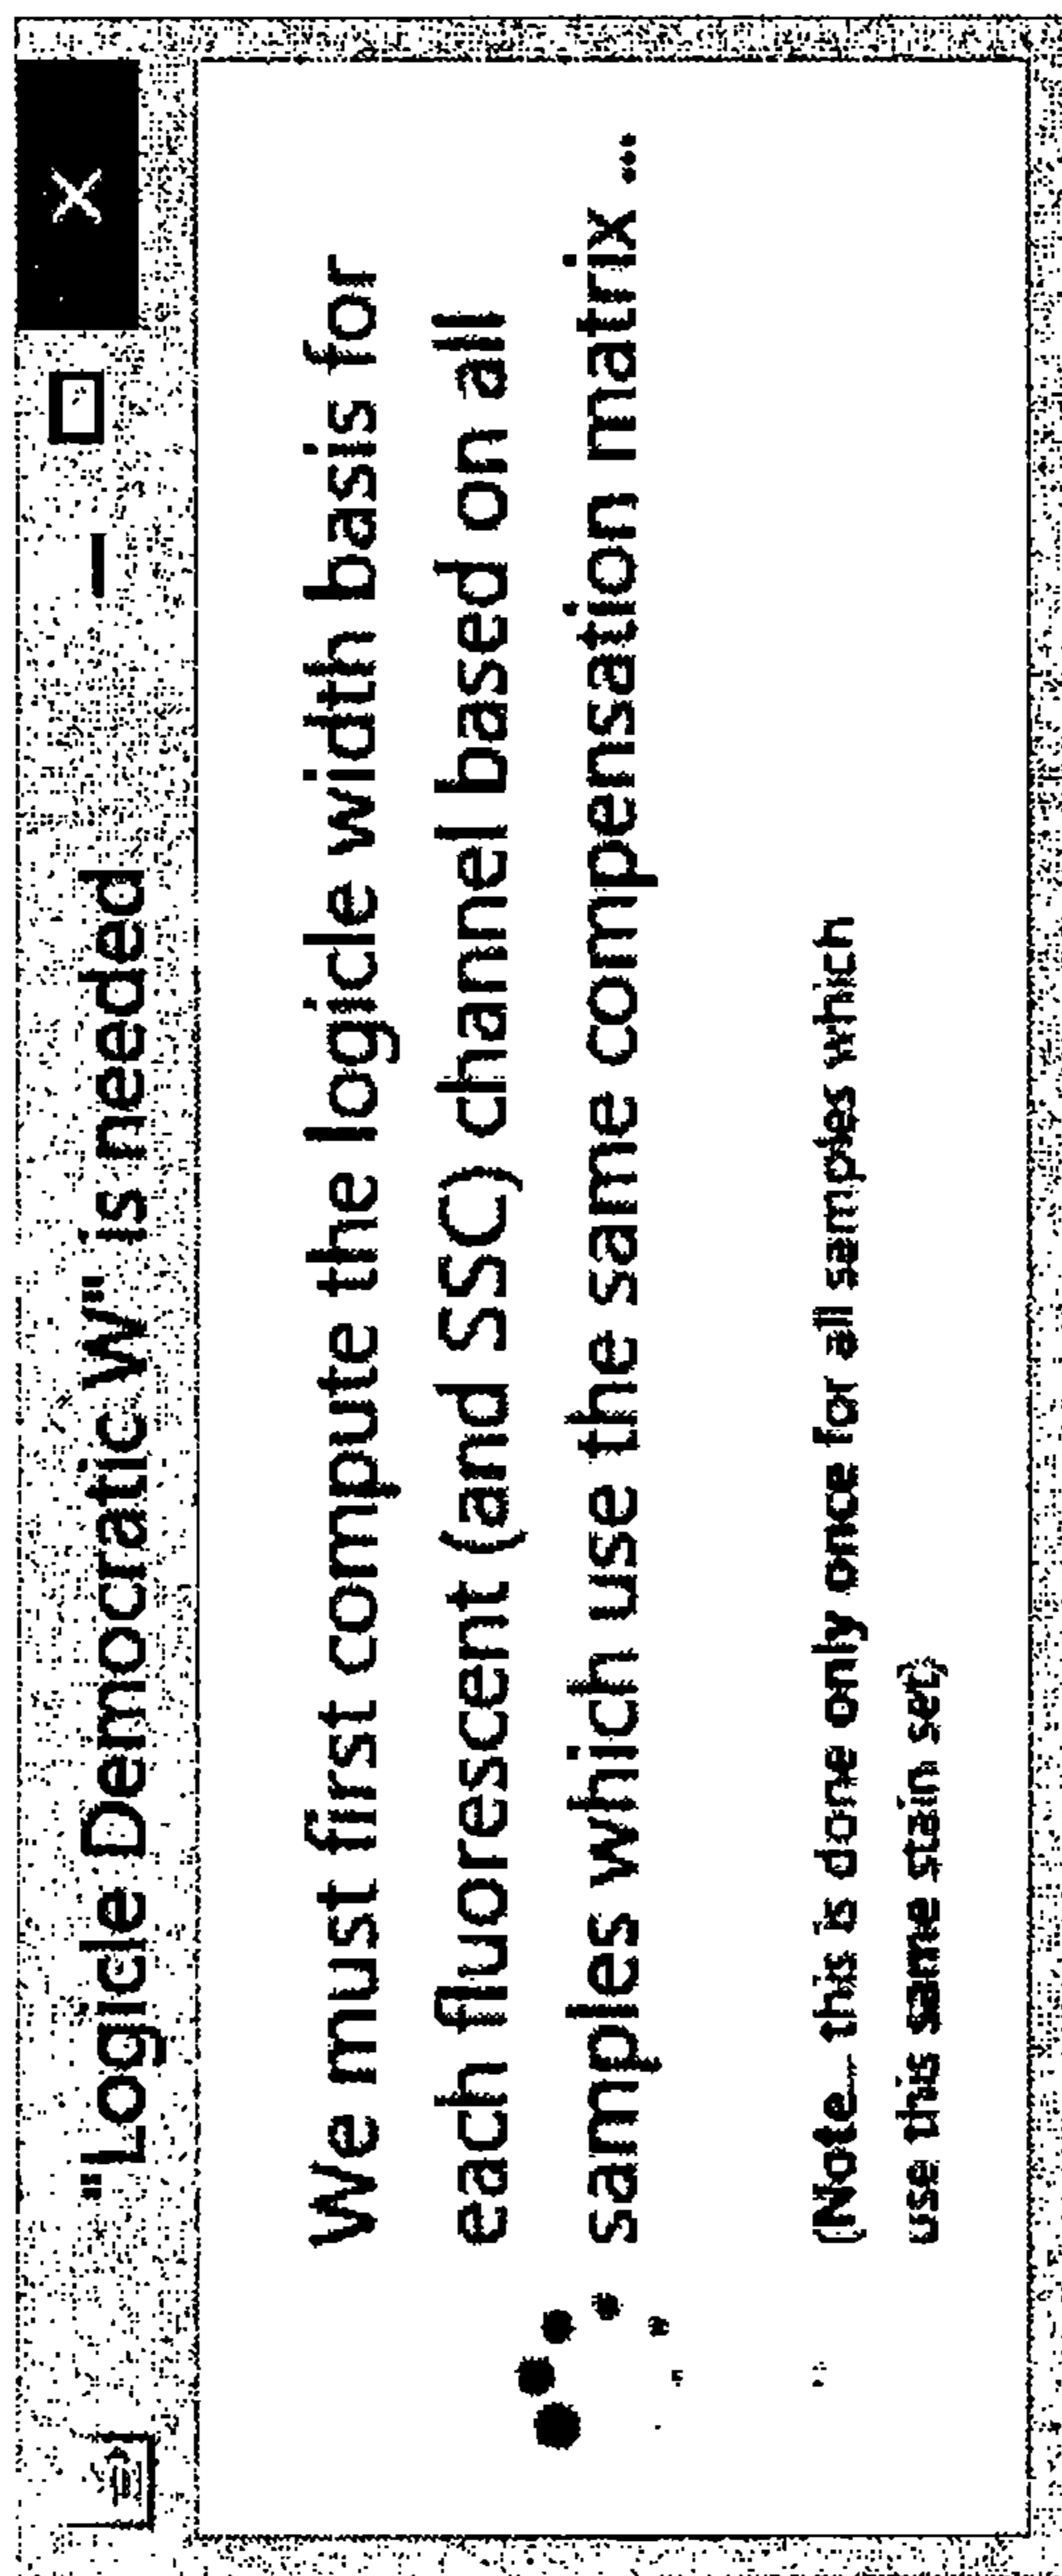 "Logicle Democratic W" is needed
We must first compute the logicle width basis for
each fluorescent (and SSC) channel based on all
samples which use the same compensation matrix ...
(Note... this is done only once for all samples which
use this same stain set)